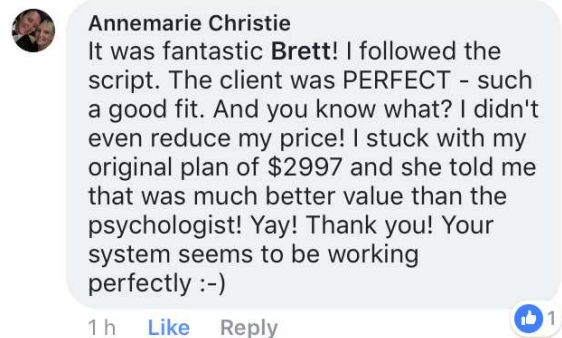 Annemarie Christie
It was fantastic Brett! I followed the
script. The client was PERFECT - such
a good fit. And you know what? I didn't
even reduce my price! I stuck with my
original plan of $2997 and she told me
that was much better value than the
psychologist! Yay! Thank you! Your
system seems to be working
perfectly :-)
1
1 h Like Reply